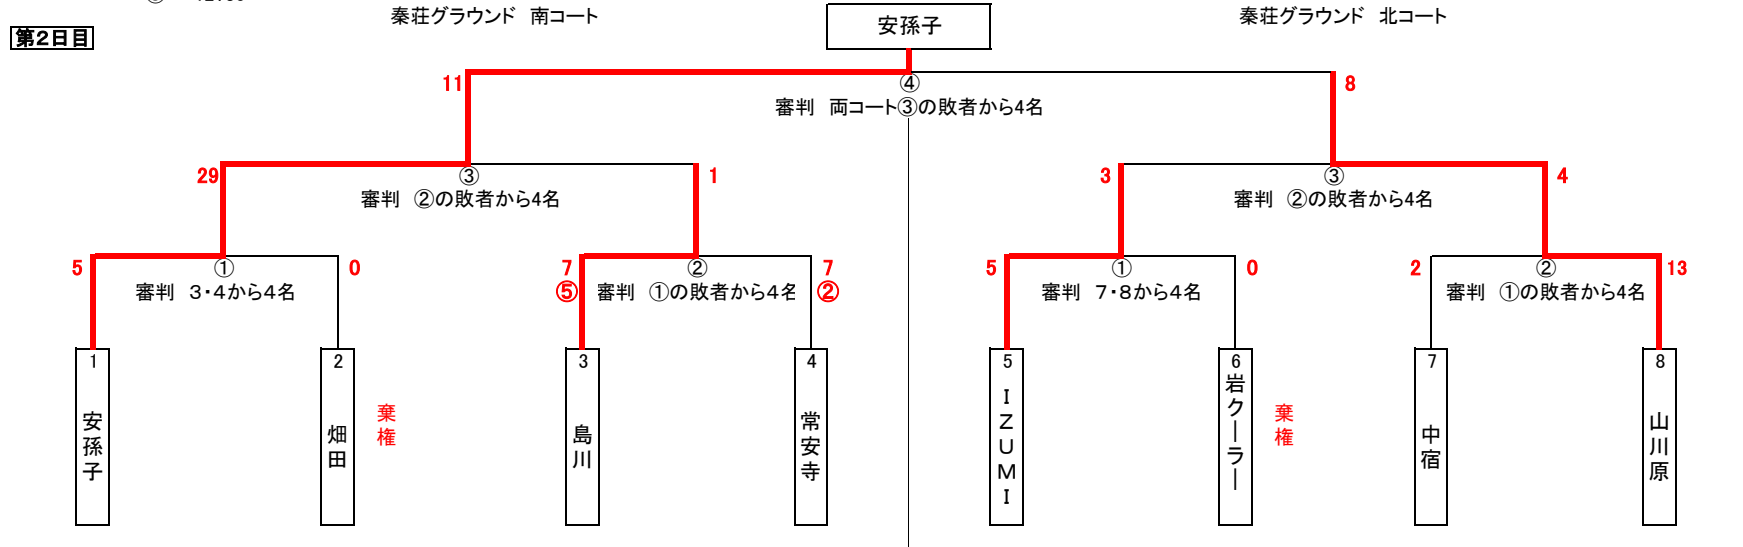 秦荘グラウンド 南コート
安孫子
秦荘グラウンド 北コート
第2日目
11
④
8
審判 両コート③の敗者から4名
29
③
1
審判 ②の敗者から4名
3
③
4
審判 ②の敗者から4名
5
①
0
審判 3・4から4名
7
②
7
⑤
審判 ①の敗者から4名
②
5
①
0
審判 7・8から4名
2
②
13
審判 ①の敗者から4名
1
安孫子
2
畑田
棄権
3
島川
4
常安寺
5
IZUMI
6
岩クーラー
棄権
7
中宿
8
山川原